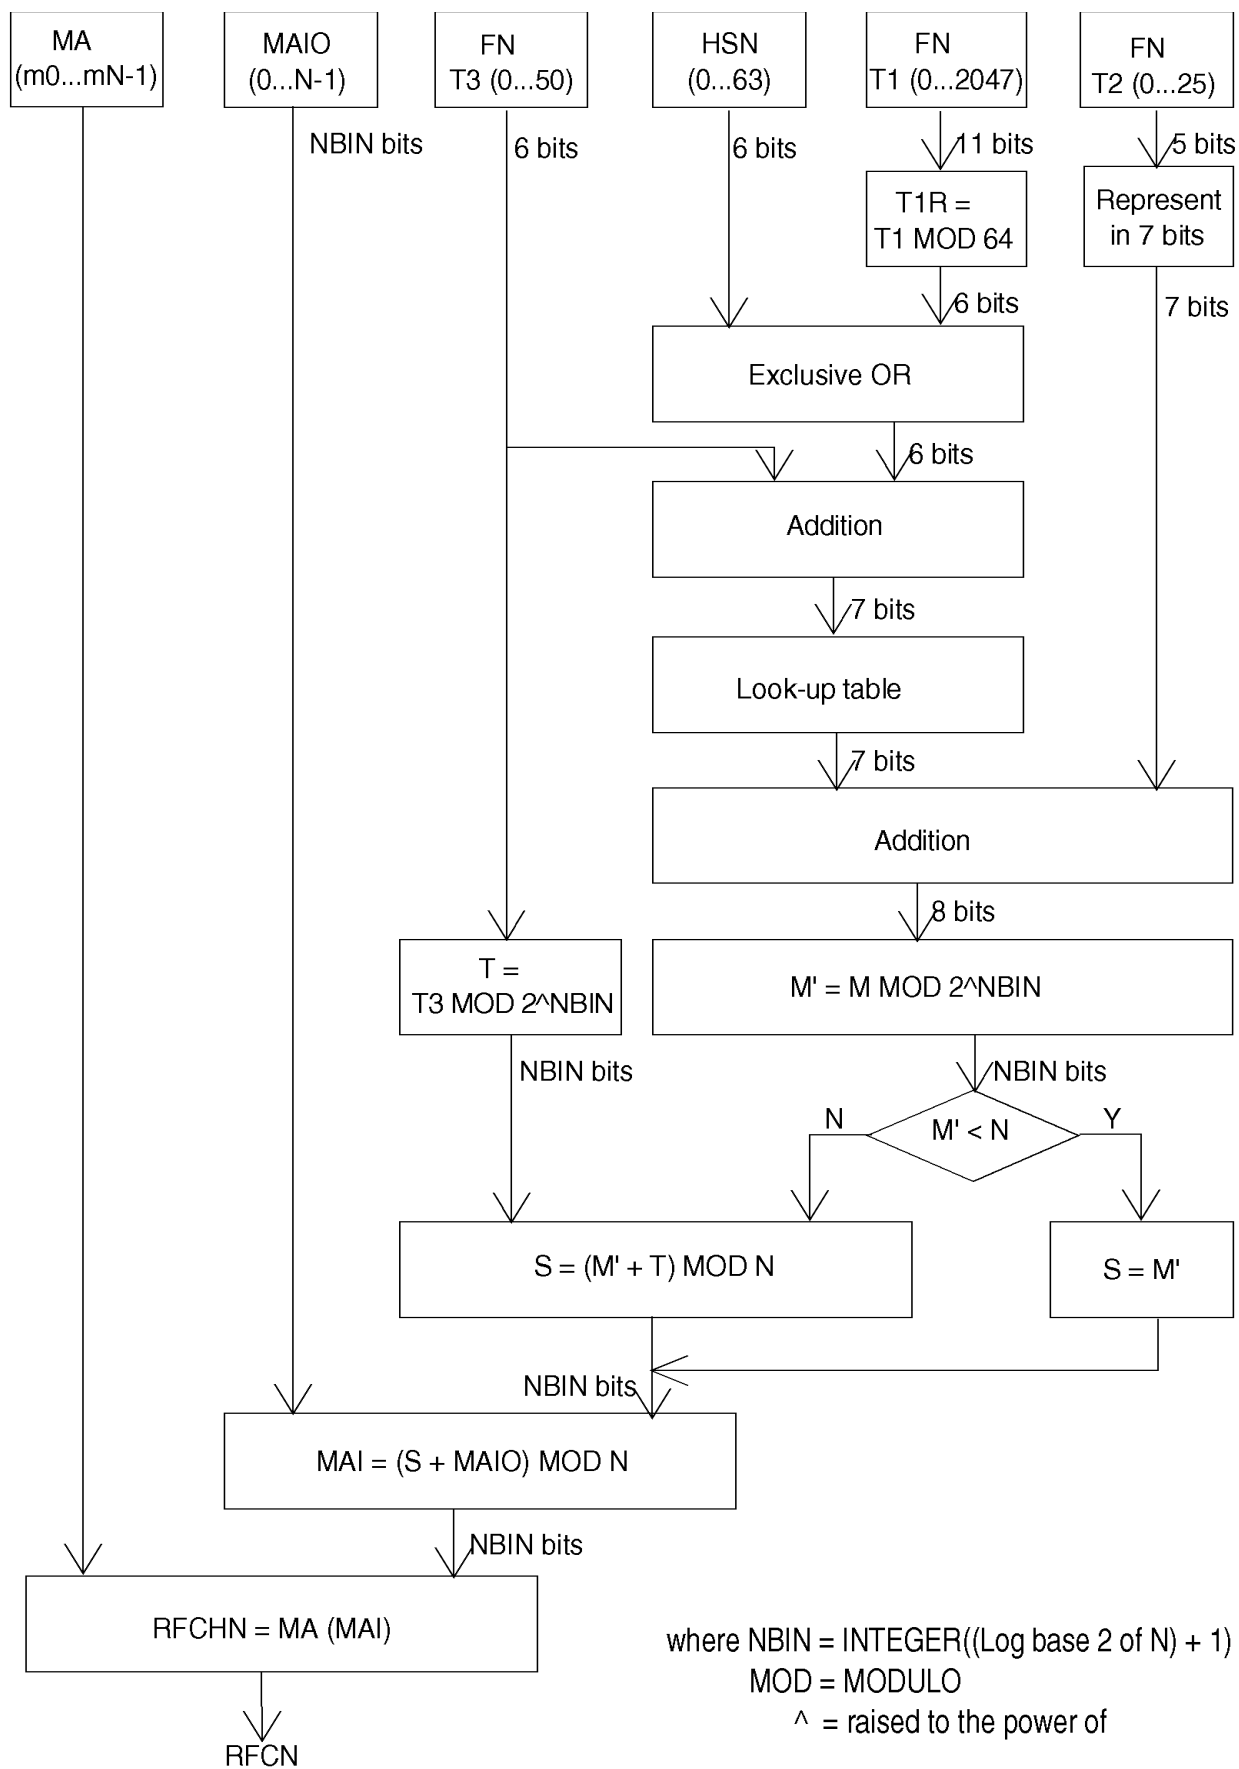 MA
(m0...mN-1)
MAIO
(0...N-1)
FN
T3 (0...50)
HSN
(0...63)
FN
T1 (0...2047)
FN
T2 (0...25)
NBIN bits
6 bits
6 bits
11 bits
5 bits
T1R =
T1 MOD 64
Represent
in 7 bits
6 bits
7 bits
Exclusive OR
6 bits
Addition
7 bits
Look-up table
7 bits
Addition
8 bits
T =
T3 MOD 2^NBIN
M' = M MOD 2^NBIN
NBIN bits
NBIN bits
N
M' < N
Y
S = (M' + T) MOD N
S = M'
NBIN bits
MAI = (S + MAIO) MOD N
NBIN bits
RFCHN = MA (MAI)
where NBIN = INTEGER((Log base 2 of N) + 1)
MOD = MODULO
^ = raised to the power of
RFCN